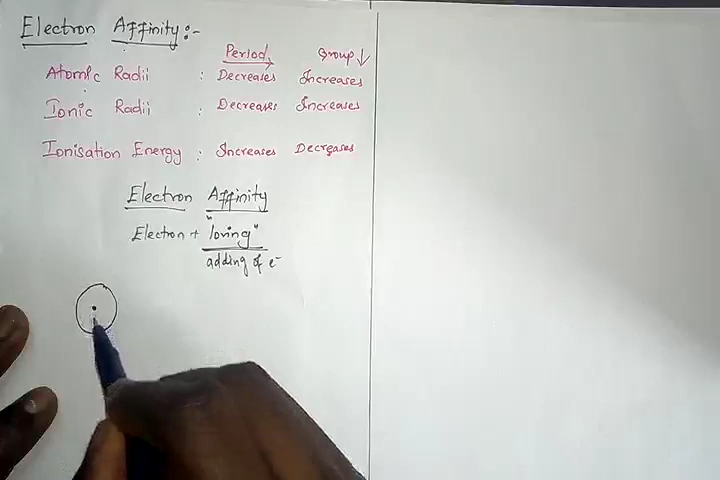 Electron Affinity:-
Period Group ↓
Atomic Radii : Decreases Increases
Ionic Radii : Decreases Increases
Ionisation Energy : Increases Decreases
Electron Affinity
Electron + "loving"
adding of e⁻